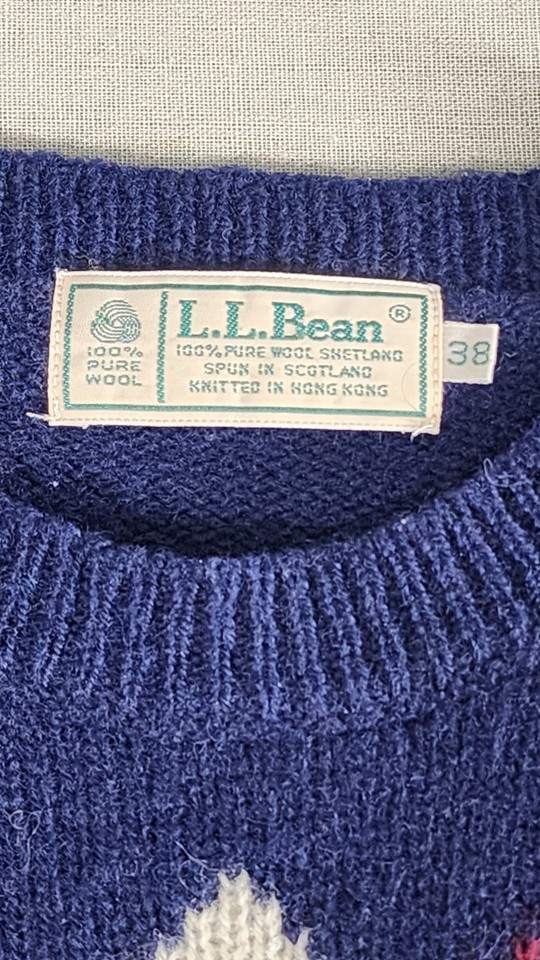 100%
PURE
WOOL
L.L.Bean®
100% PURE WOOL SHETLAND
SPUN IN SCOTLAND
KNITTED IN HONG KONG
38